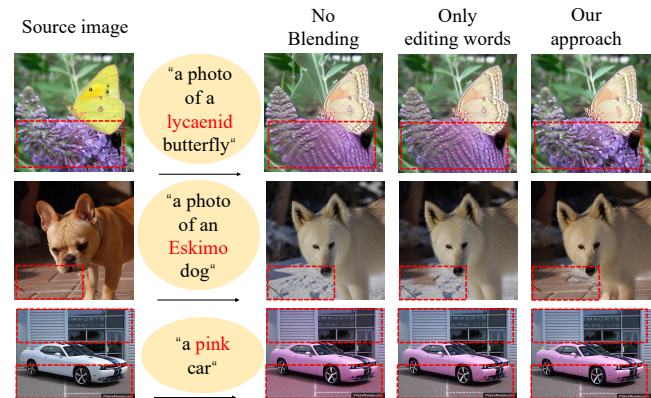 Source image
No
Blending
Only
editing words
Our
approach
“a photo
of a
lycaenid
butterfly“
“a photo
of an
Eskimo
dog“
“a pink
car“